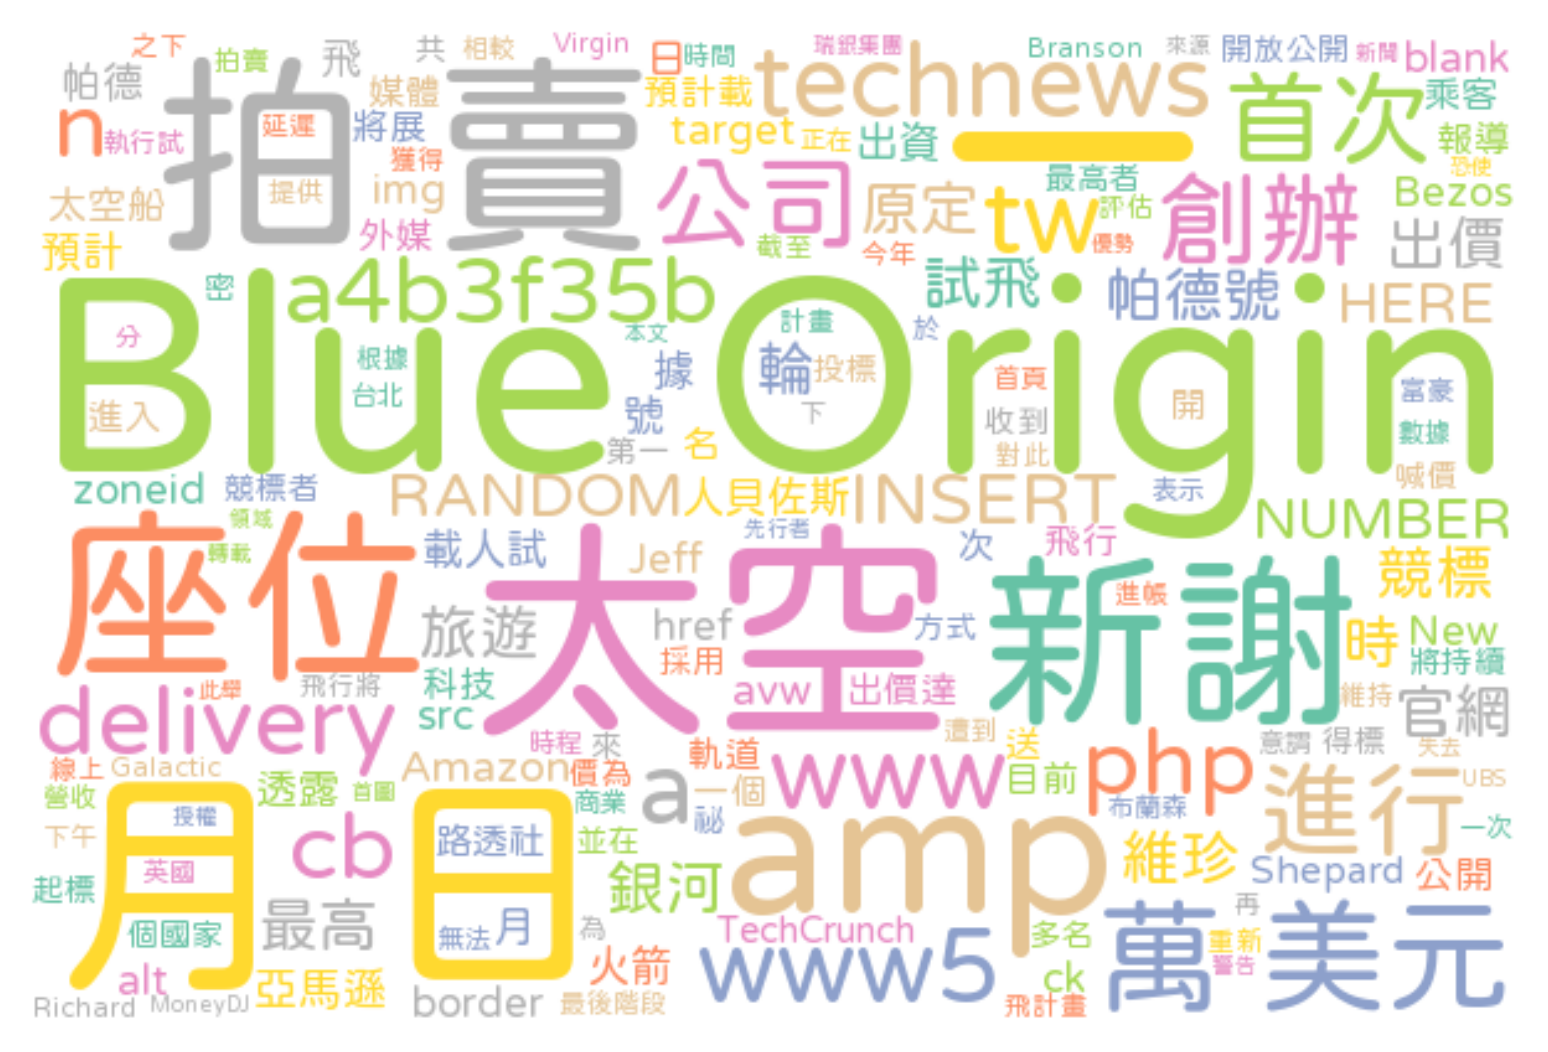 之下
拍賣
飛
共
相較
Virgin
日
時間
瑞銀集團
Branson
來源
開放公開
新聞
blank
帕德
拍賣
媒體
預計載
technews
首次
乘客
n
執行試
延遲
將展
獲得
target
正在
出資
一
報導
恐使
太空船
提供
img
公司
原定
最高者
tw
評估
創辦
Bezos
預計
外媒
截至
今年
優勢
出價
密
a4b3f35b
試飛
帕德號
HERE
Blue Origin
分
本文
計畫
於
根據
台北
據
輪
投標
首頁
富豪
進入
號
下
收到
開
數據
第一
名
對此
喊價
zoneid
競標者
RANDOM
人貝佐斯
INSERT
表示
NUMBER
領域
轉載
座位
載人試
Jeff
太空
先行者
次
飛行
新謝
進帳
競標
旅遊
href
方式
時
New
採用
將持續
此舉
飛行將
科技
avw
出價達
維持
官網
delivery
src
時程
來
遭到
送
意謂
得標
失去
線上
Galactic
Amazon
價為
軌道
www
目前
php
進行
UBS
營收
透露
首圖
商業
a
一個
布蘭森
一次
下午
月
授權
cb
日
路透社
並在
祕
amp
維珍
起標
英國
銀河
Shepard
公開
個國家
最高
無法
月
為
TechCrunch
多名
萬
美元
再
重新
警告
alt
亞馬遜
火箭
www5
ck
Richard
MoneyDJ
border
最後階段
飛計畫